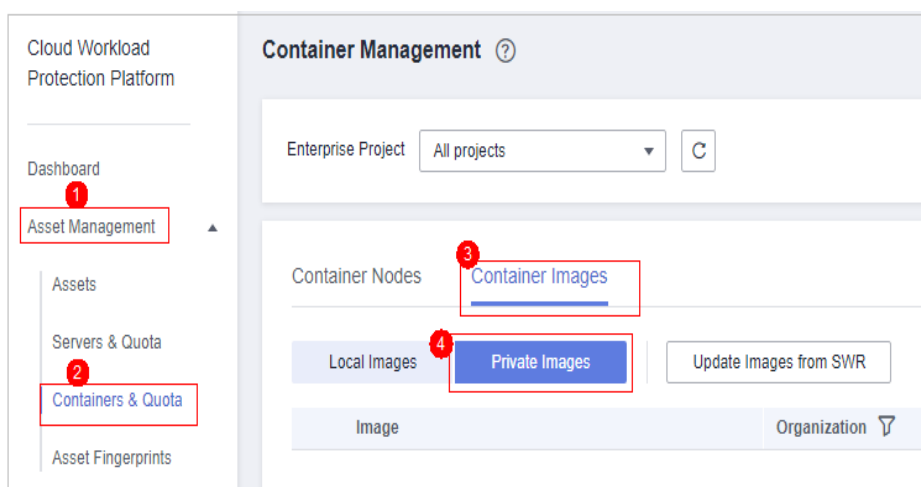 Cloud Workload
Protection Platform
Dashboard
1
Asset Management
Assets
Servers & Quota
2
Containers & Quota
Asset Fingerprints
Container Management ?
Enterprise Project All projects
3
Container Nodes Container Images
4
Local Images Private Images Update Images from SWR
Image Organization